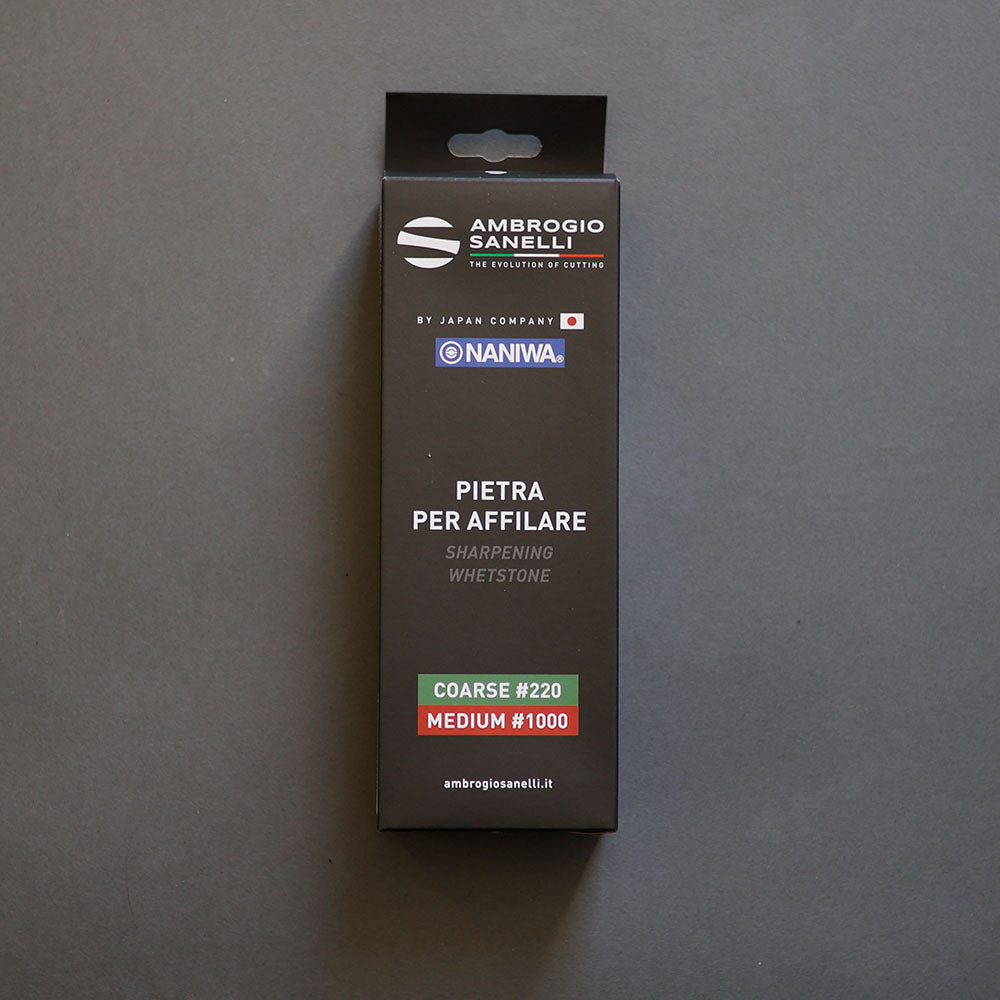 AMBROGIO
SANELLI
THE EVOLUTION OF CUTTING
BY JAPAN COMPANY
NANIWA®
PIETRA
PER AFFILARE
SHARPENING
WHETSTONE
COARSE #220
MEDIUM #1000
ambrogiosanelli.it